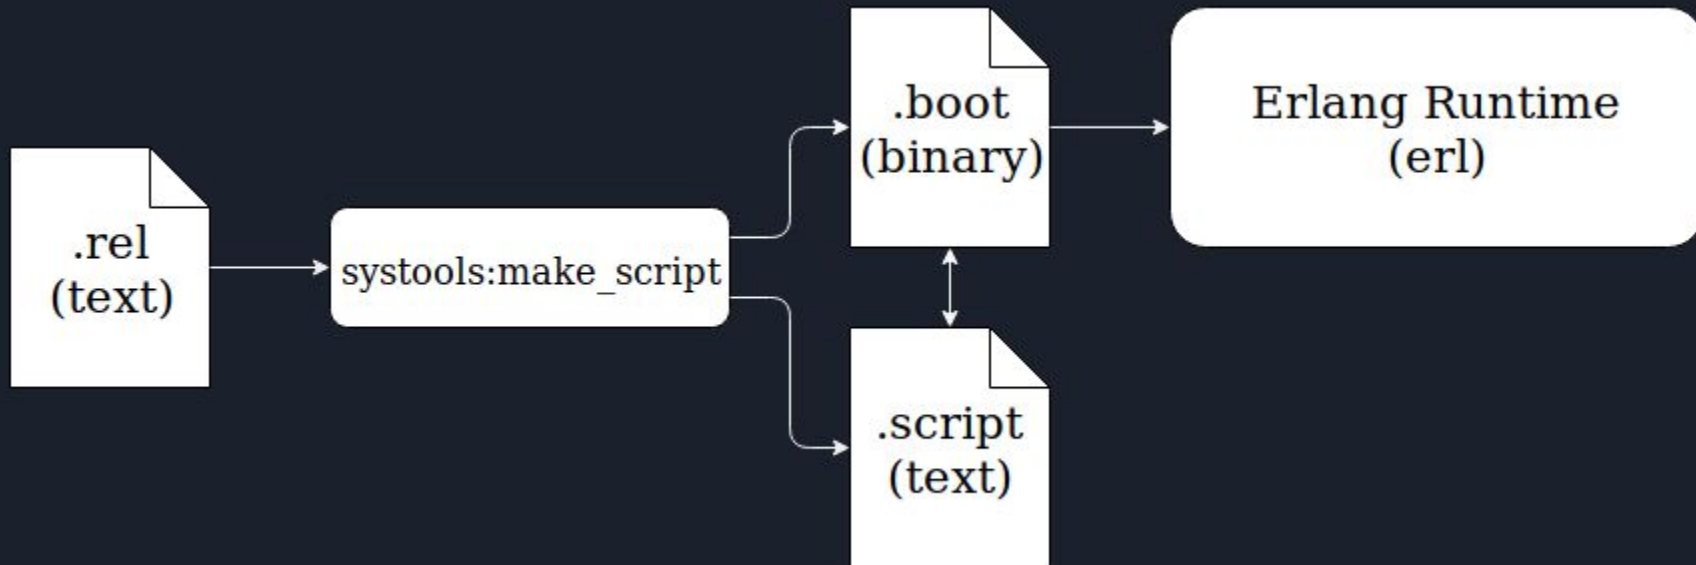 .rel
(text)
systools:make_script
.boot
(binary)
.script
(text)
Erlang Runtime
(erl)